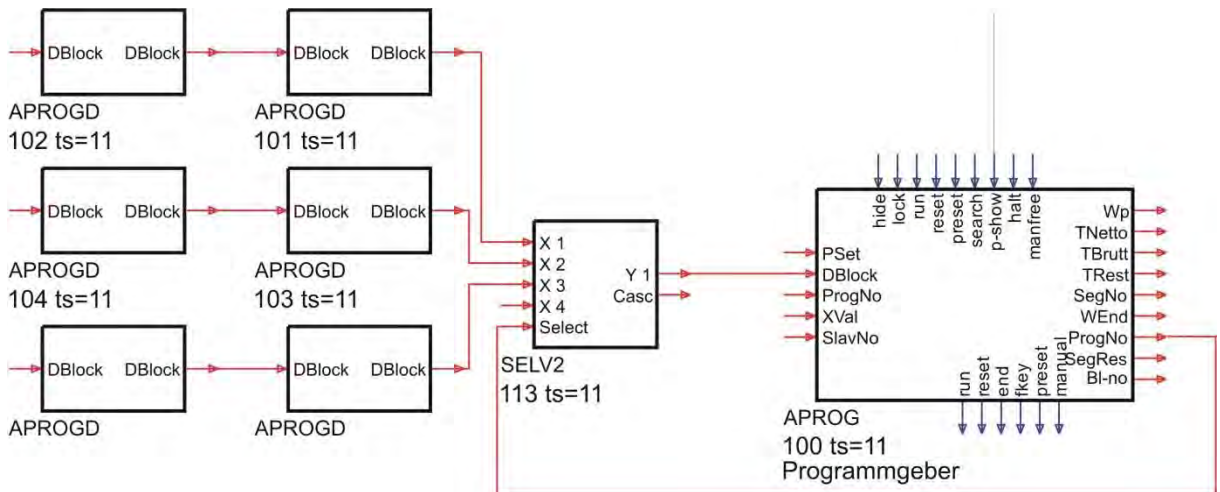 DBlock DBlock
APROGD
102 ts=11
DBlock DBlock
APROGD
101 ts=11
DBlock DBlock
APROGD
104 ts=11
DBlock DBlock
APROGD
103 ts=11
DBlock DBlock
APROGD
DBlock DBlock
APROGD
X 1
X 2
X 3
X 4
Select
Y 1
Casc
SELV2
113 ts=11
hide
lock
run
reset
preset
search
p-show
halt
manfree
PSet
DBlock
ProgNo
XVal
SlavNo
Wp
TNetto
TBrutt
TRest
SegNo
WEnd
ProgNo
SegRes
Bl-no
run
reset
end
fkey
preset
manual
APROG
100 ts=11
Programmgeber